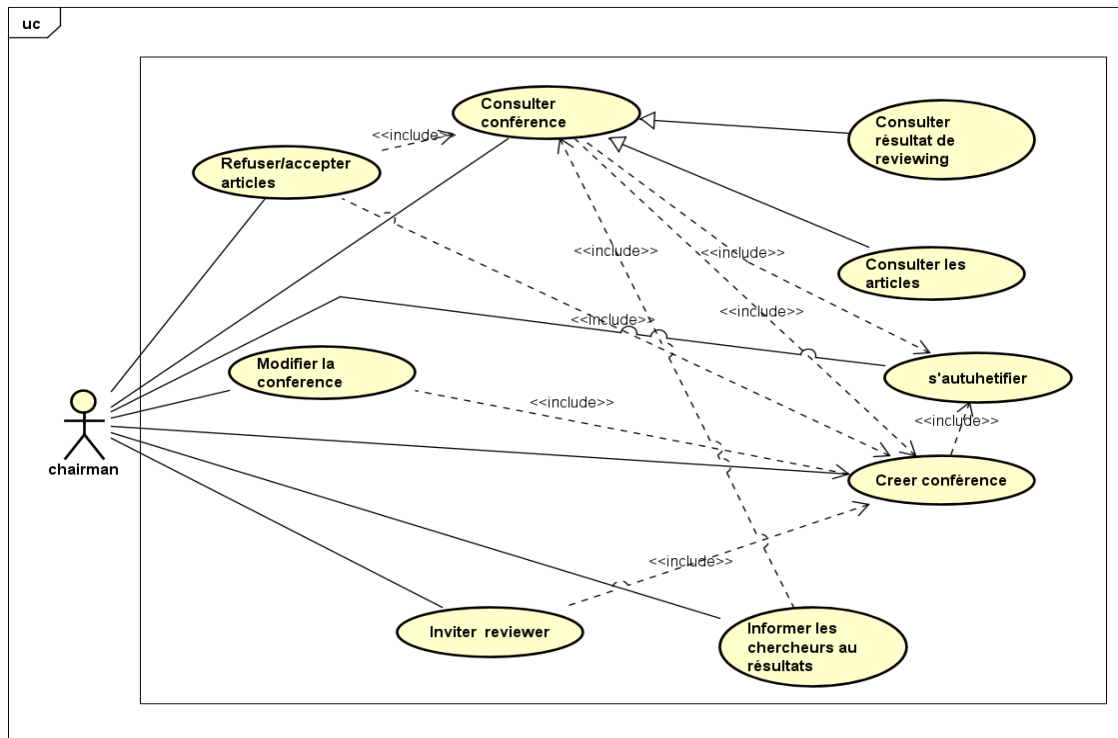 uc
Consulter
conférence
Consulter
résultat de
reviewing
<<include>>
Refuser/accepter
articles
<<include>>
<<include>>
Consulter les
articles
<<include>>
<<include>>
Modifier la
conference
s'autuhetifier
chairman
<<include>>
<<include>>
Creer conférence
<<include>>
Inviter reviewer
Informer les
chercheurs au
résultats